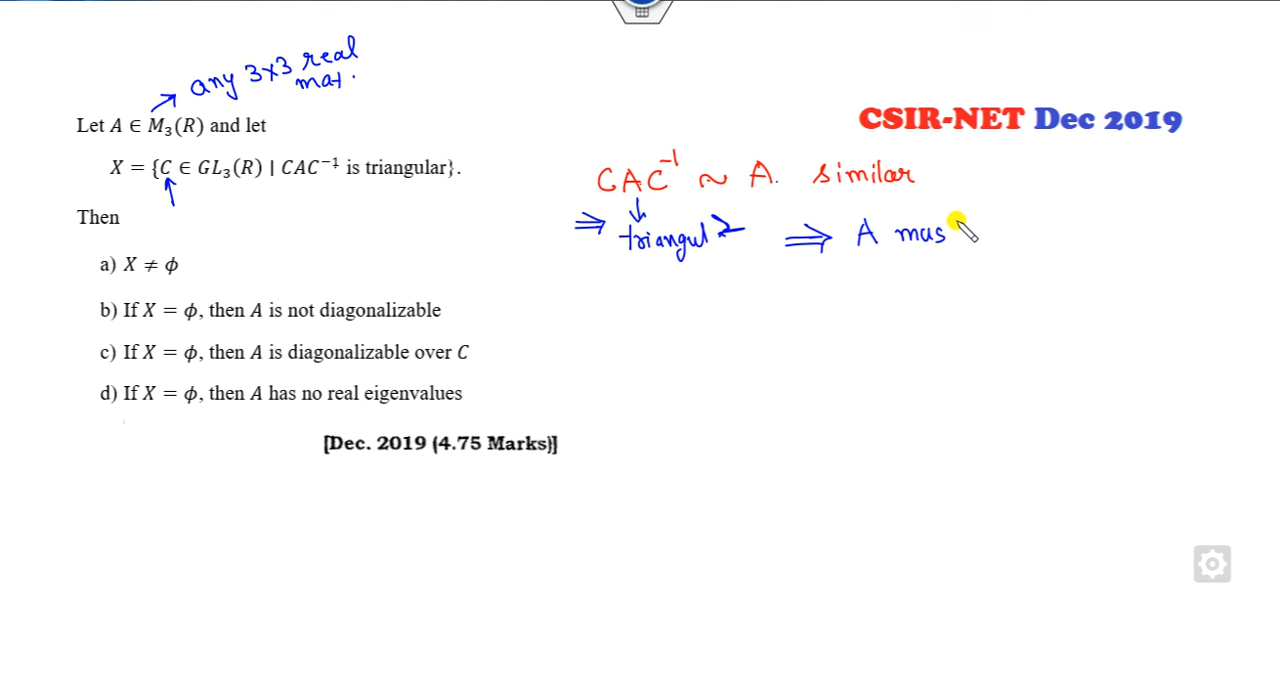 any 3x3 real
mat.
Let A ∈ M₃(R) and let
X = {C ∈ GL₃(R) | CAC⁻¹ is triangular}.
Then
a) X ≠ ϕ
b) If X = ϕ, then A is not diagonalizable
c) If X = ϕ, then A is diagonalizable over C
d) If X = ϕ, then A has no real eigenvalues
[Dec. 2019 (4.75 Marks)]
CSIR-NET Dec 2019
CAC⁻¹ ~ A. similar
⇒ triangul ⇒ A mus